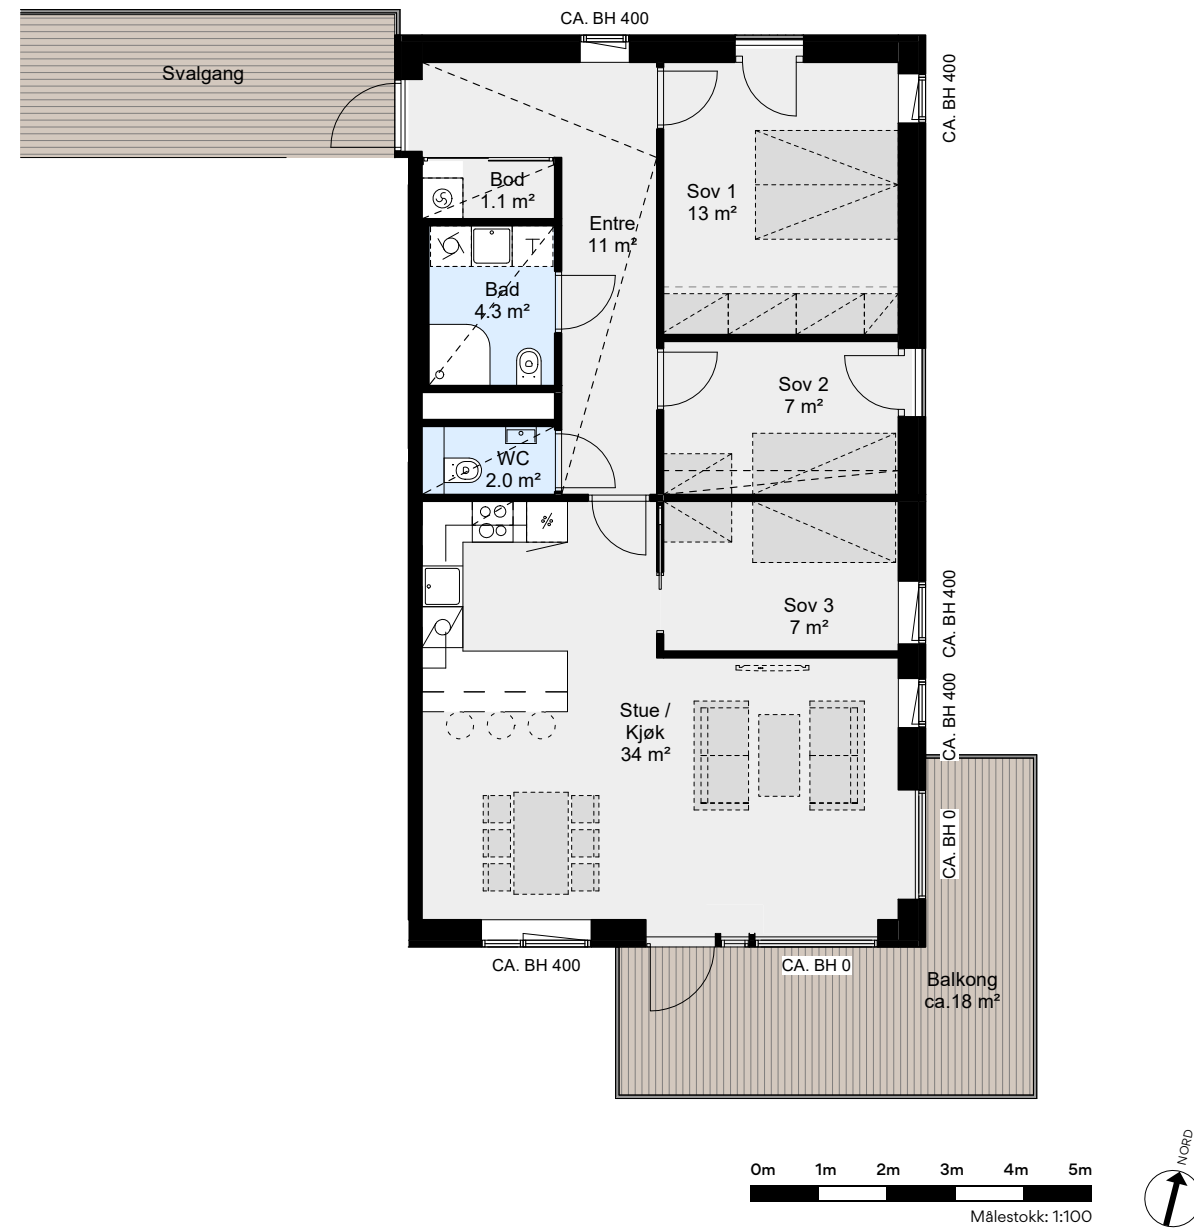 CA. BH 400
Svalgang
CA. BH 400
Bod
1.1 m²
Sov 1
13 m²
Entre
11 m²
Bad
4.3 m²
Sov 2
7 m²
WC
2.0 m²
Sov 3
7 m²
CA. BH 400
CA. BH 400
Stue /
Kjøk
34 m²
CA. BH 0
CA. BH 400
CA. BH 0
Balkong
ca.18 m²
NORD
0m 1m 2m 3m 4m 5m
Målestokk: 1:100